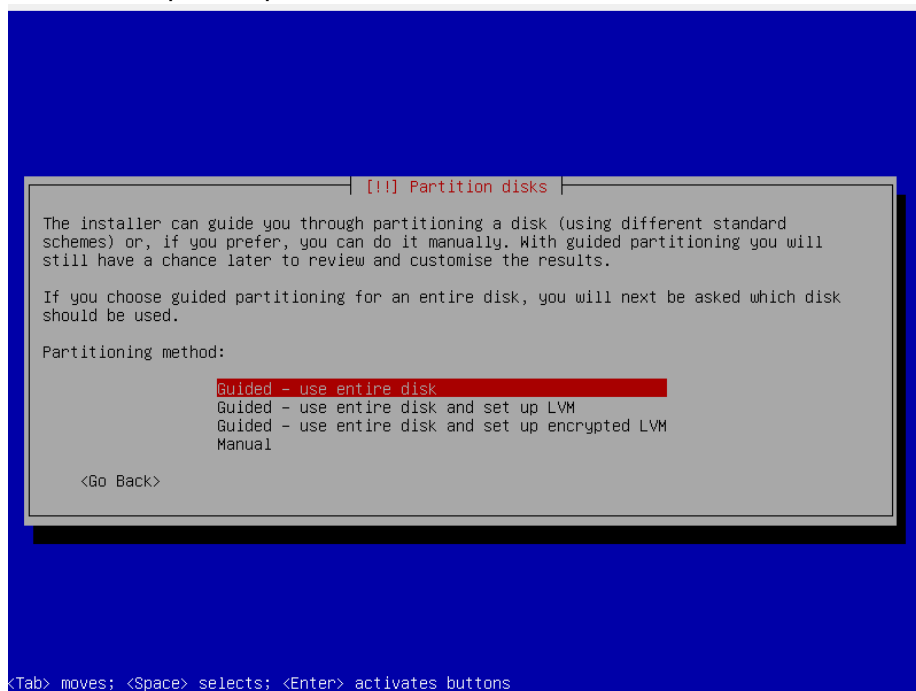 [!!] Partition disks
The installer can guide you through partitioning a disk (using different standard
schemes) or, if you prefer, you can do it manually. With guided partitioning you will
still have a chance later to review and customise the results.
If you choose guided partitioning for an entire disk, you will next be asked which disk
should be used.
Partitioning method:
Guided – use entire disk
Guided – use entire disk and set up LVM
Guided – use entire disk and set up encrypted LVM
Manual
<Go Back>
<Tab> moves; <Space> selects; <Enter> activates buttons